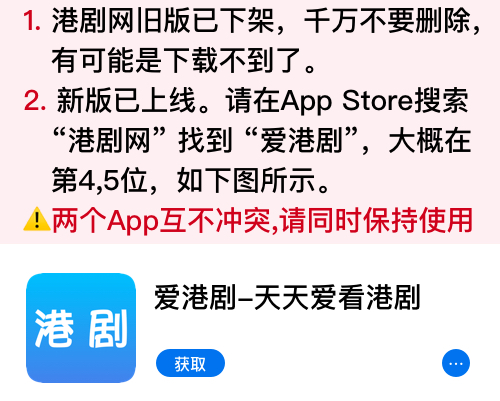 1. 港剧网旧版已下架，千万不要删除，
有可能是下载不到了。
2. 新版已上线。请在App Store搜索
“港剧网” 找到 “爱港剧”，大概在
第4,5位，如下图所示。
⚠️两个App互不冲突,请同时保持使用
爱港剧-天天爱看港剧
港剧
获取